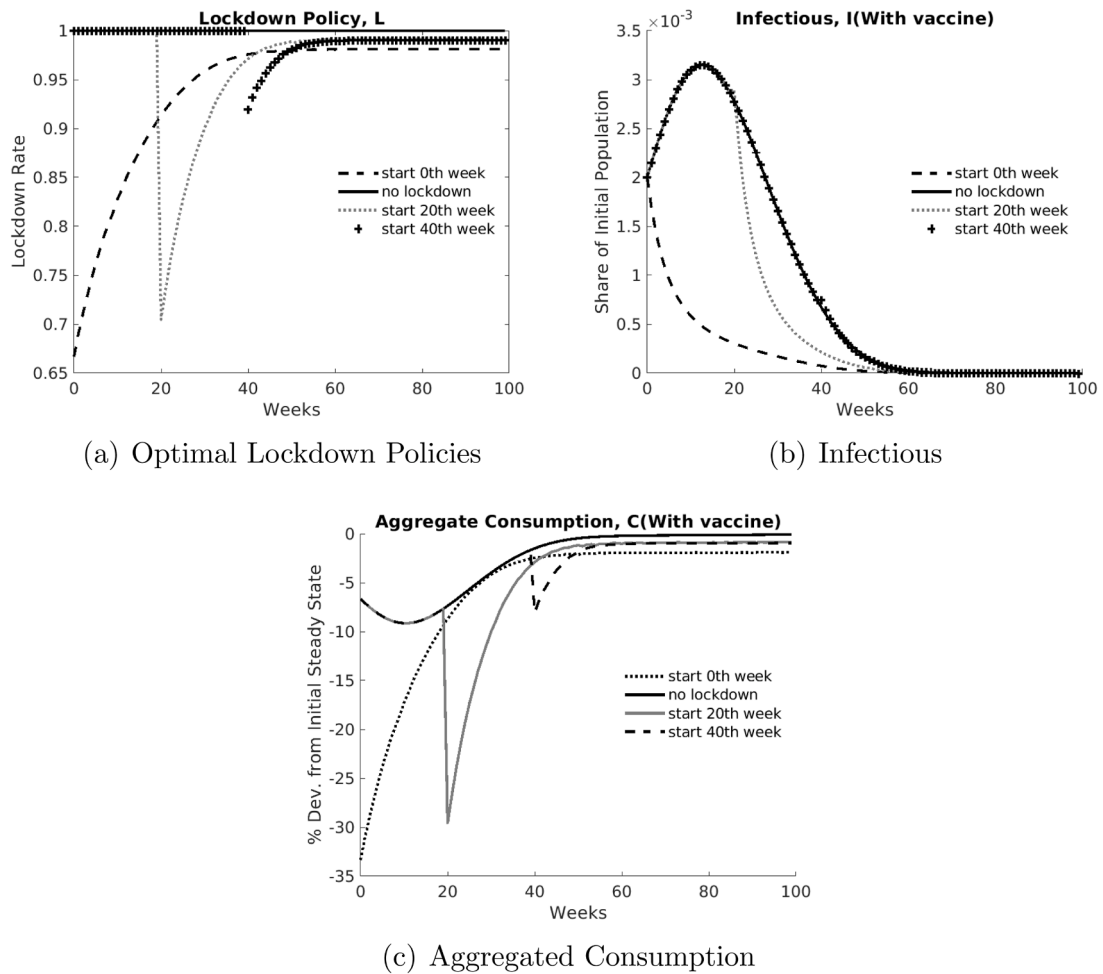 Lockdown Policy, L
1
0.95
0.9
0.85
0.8
0.75
0.7
0.65
Lockdown Rate
start 0th week
no lockdown
start 20th week
start 40th week
0 20 40 60 80 100
Weeks
(a) Optimal Lockdown Policies
×10-3
Infectious, I(With vaccine)
3.5
3
2.5
2
1.5
1
0.5
0
Share of Initial Population
start 0th week
no lockdown
start 20th week
start 40th week
0 20 40 60 80 100
Weeks
(b) Infectious
Aggregate Consumption, C(With vaccine)
0
-5
-10
-15
-20
-25
-30
-35
% Dev. from Initial Steady State
start 0th week
no lockdown
start 20th week
start 40th week
0 20 40 60 80 100
Weeks
(c) Aggregated Consumption